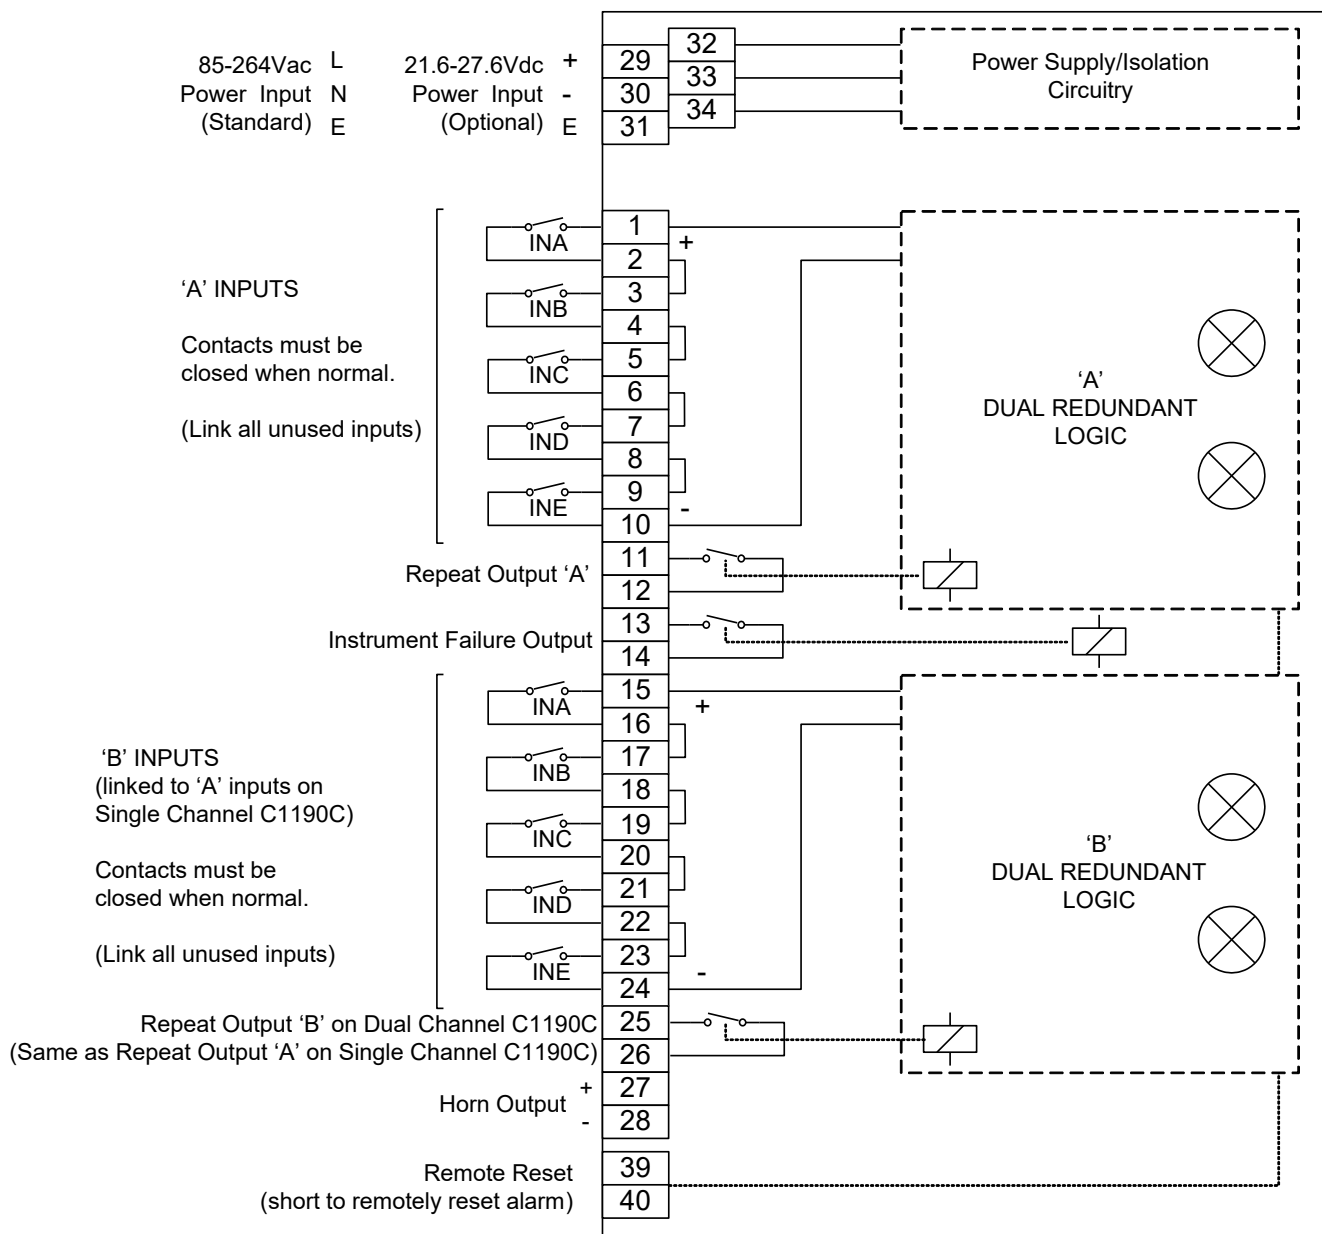 85-264Vac L
Power Input N
(Standard) E
21.6-27.6Vdc +
Power Input -
(Optional) E
29
30
31
32
33
34
Power Supply/Isolation
Circuitry
'A' INPUTS
Contacts must be
closed when normal.
(Link all unused inputs)
INA
INB
INC
IND
INE
1
2
3
4
5
6
7
8
9
10
+
-
'A'
DUAL REDUNDANT
LOGIC
Repeat Output 'A'
11
12
Instrument Failure Output
13
14
'B' INPUTS
(linked to 'A' inputs on
Single Channel C1190C)
Contacts must be
closed when normal.
(Link all unused inputs)
INA
INB
INC
IND
INE
15
16
17
18
19
20
21
22
23
24
+
-
'B'
DUAL REDUNDANT
LOGIC
Repeat Output 'B' on Dual Channel C1190C
(Same as Repeat Output 'A' on Single Channel C1190C)
25
26
Horn Output
+
-
27
28
Remote Reset
(short to remotely reset alarm)
39
40